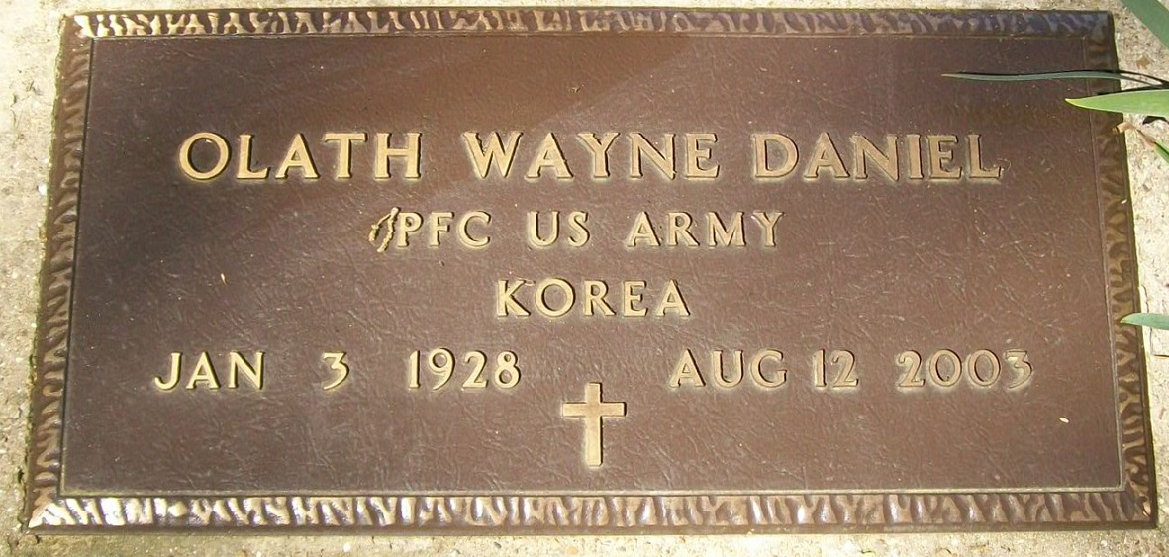 OLATH WAYNE DANIEL
PFC US ARMY
KOREA
JAN 3 1928 AUG 12 2003